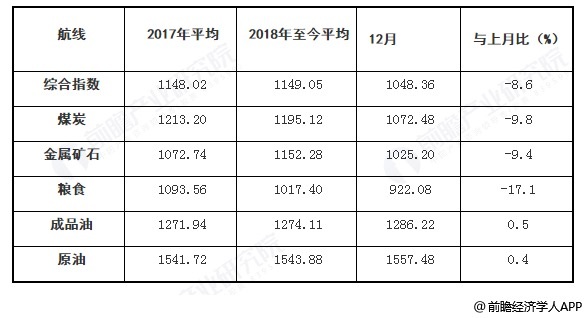 航线 2017年平均 2018年至今平均 12月 与上月比（%）
综合指数 1148.02 1149.05 1048.36 -8.6
煤炭 1213.20 1195.12 1072.48 -9.8
金属矿石 1072.74 1152.28 1025.20 -9.4
粮食 1093.56 1017.40 922.08 -17.1
成品油 1271.94 1274.11 1286.22 0.5
原油 1541.72 1543.88 1557.48 0.4
@前瞻经济学人APP